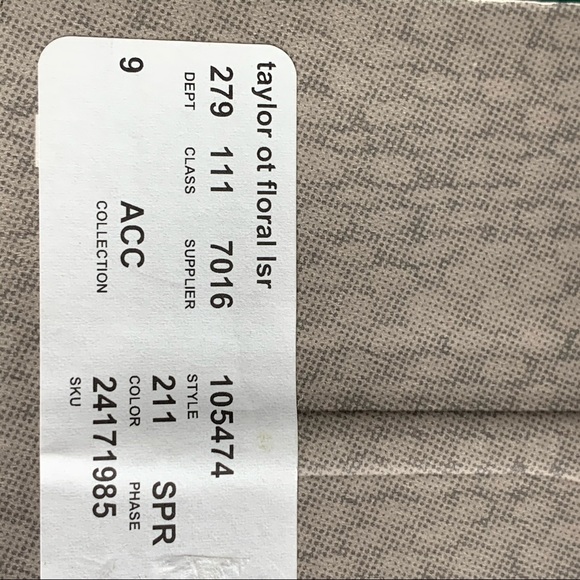 taylor ot floral lsr
279 111 7016 105474
DEPT CLASS SUPPLIER STYLE
211 SPR
COLOR PHASE
9 ACC 24171985
COLLECTION SKU